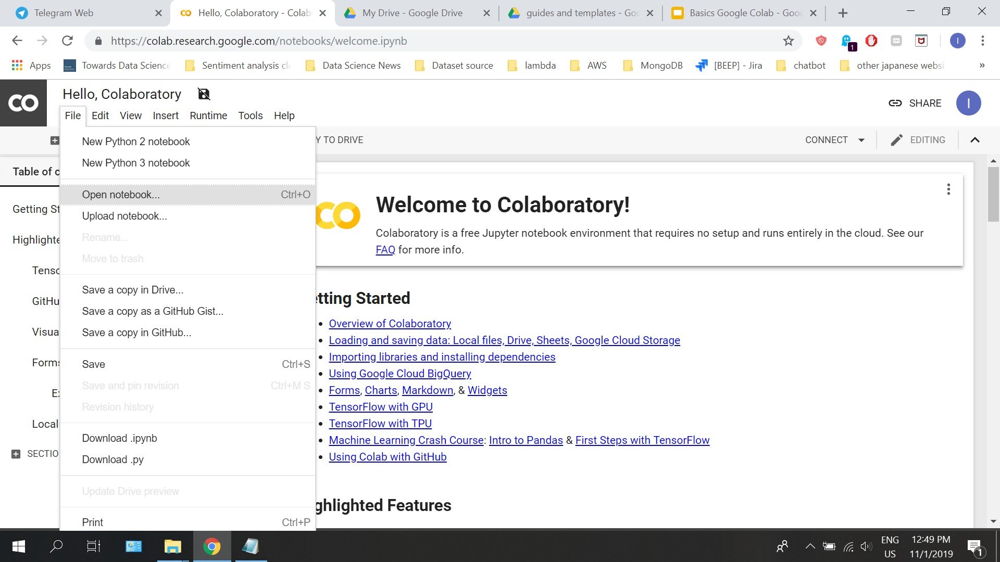 Telegram Web
Hello, Colaboratory - Colab
My Drive - Google Drive
guides and templates - Goo
Basics Google Colab - Goog
https://colab.research.google.com/notebooks/welcome.ipynb
1
I
Apps
Towards Data Science
Sentiment analysis cl
Data Science News
Dataset source
lambda
AWS
MongoDB
[BEEP] - Jira
chatbot
other japanese websi
»
CO
Hello, Colaboratory
SHARE
I
File Edit View Insert Runtime Tools Help
Y TO DRIVE
CONNECT
EDITING
New Python 2 notebook
New Python 3 notebook
Open notebook... Ctrl+O
Upload notebook...
Rename...
Move to trash
Save a copy in Drive...
Save a copy as a GitHub Gist...
Save a copy in GitHub...
Save Ctrl+S
Save and pin revision Ctrl+M S
Revision history
Download .ipynb
Download .py
Update Drive preview
Print Ctrl+P
Table of c
Getting St
Highlighte
Tenso
GitHu
Visua
Forms
Ex
Local
SECTIO
Welcome to Colaboratory!
Colaboratory is a free Jupyter notebook environment that requires no setup and runs entirely in the cloud. See our
FAQ for more info.
tting Started
• Overview of Colaboratory
• Loading and saving data: Local files, Drive, Sheets, Google Cloud Storage
• Importing libraries and installing dependencies
• Using Google Cloud BigQuery
• Forms, Charts, Markdown, & Widgets
• TensorFlow with GPU
• TensorFlow with TPU
• Machine Learning Crash Course: Intro to Pandas & First Steps with TensorFlow
• Using Colab with GitHub
ghlighted Features
ENG
US
12:49 PM
11/1/2019
1